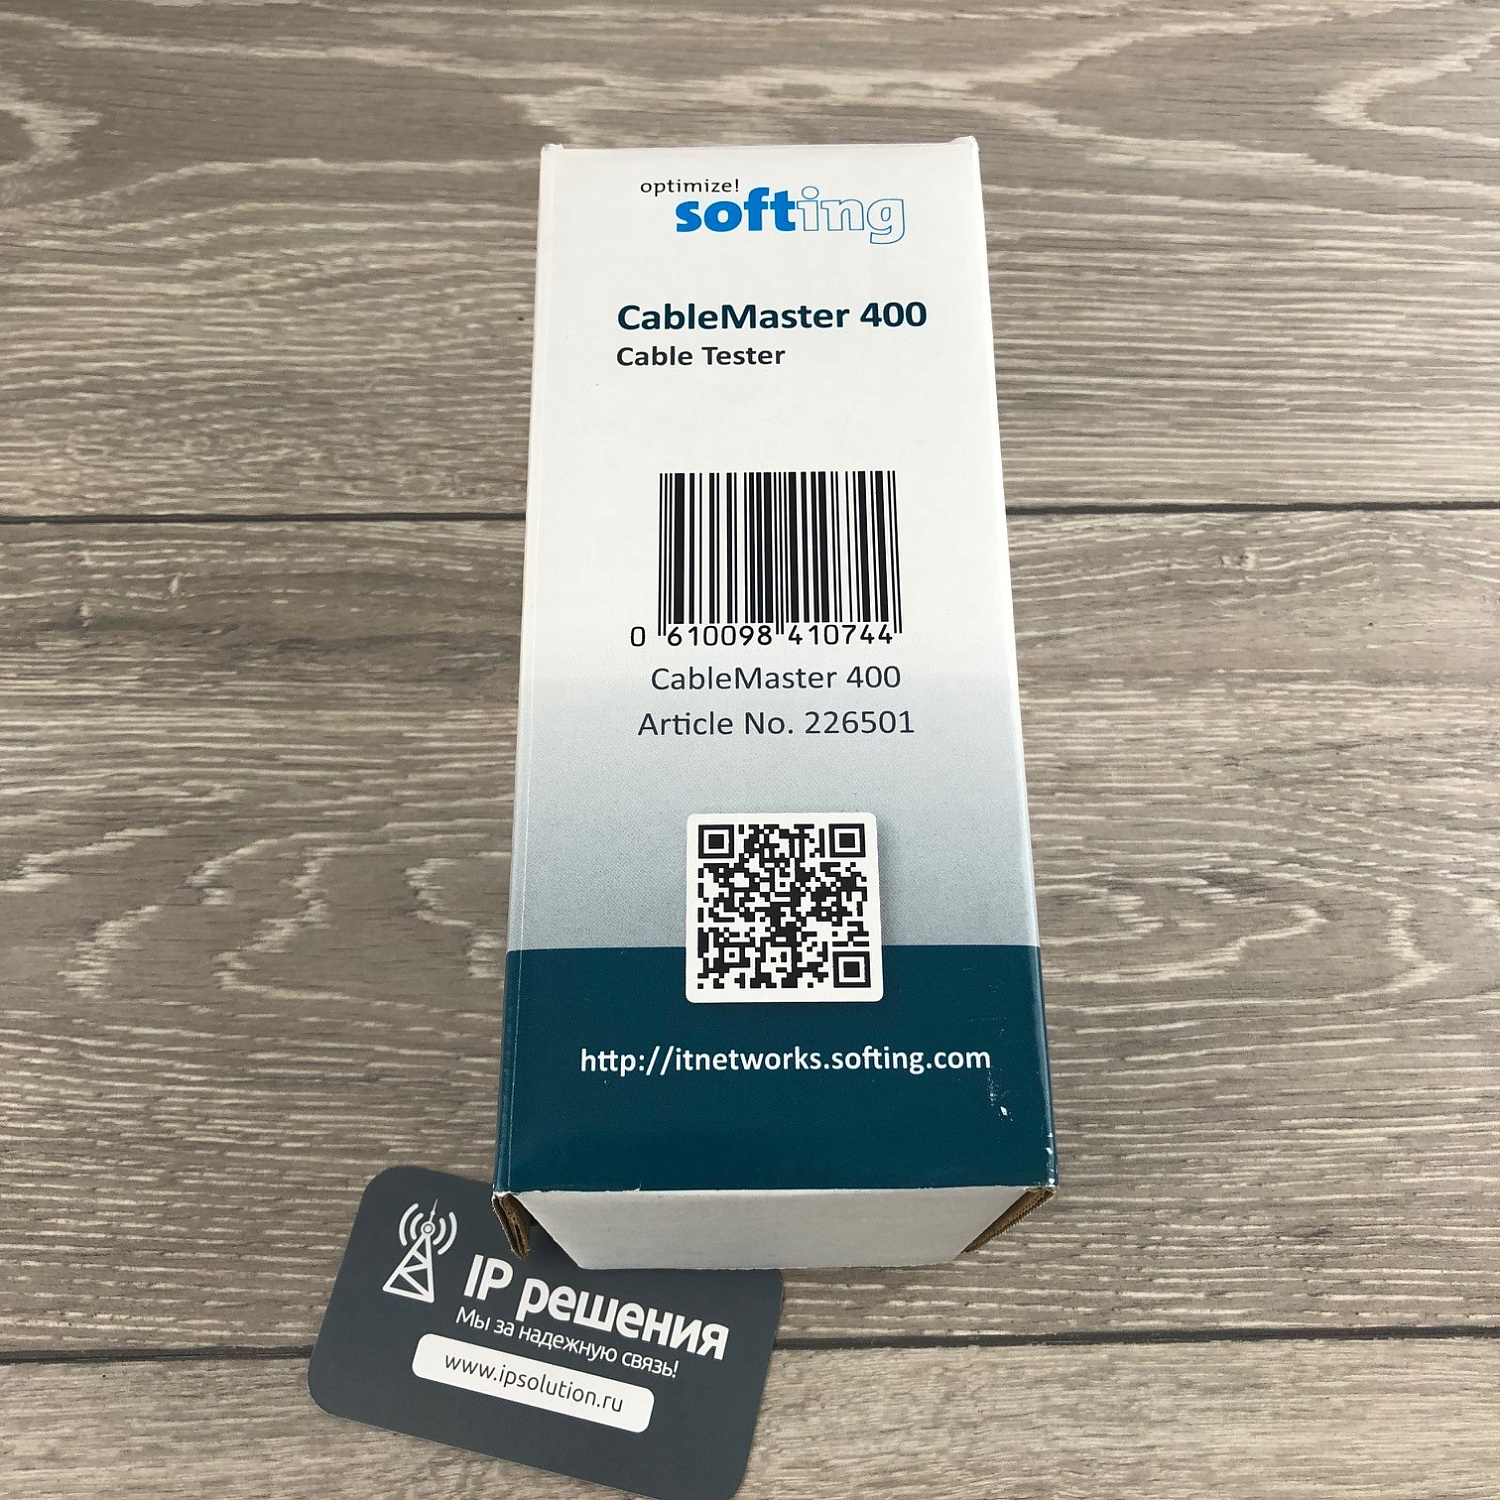 optimize!
softing
CableMaster 400
Cable Tester
0 610098 410744
CableMaster 400
Article No. 226501
http://itnetworks.softing.com
IP решения
Мы за надежную связь!
www.ipsolution.ru